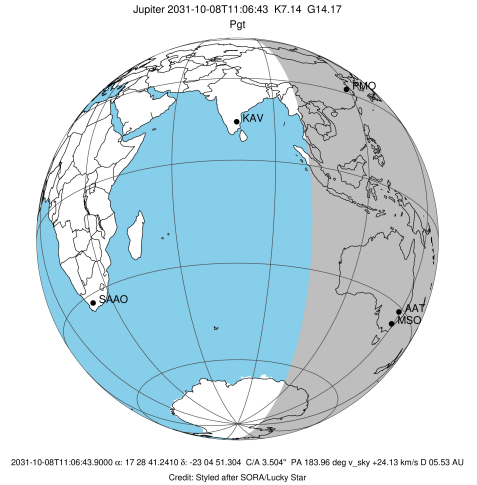 Jupiter 2031-10-08T11:06:43 K7.14 G14.17
Pgt
PMO
KAV
SAAO
AAT
MSO
2031-10-08T11:06:43.9000 α: 17 28 41.2410 δ: -23 04 51.304 C/A 3.504" PA 183.96 deg v_sky +24.13 km/s D 05.53 AU
Credit: Styled after SORA/Lucky Star